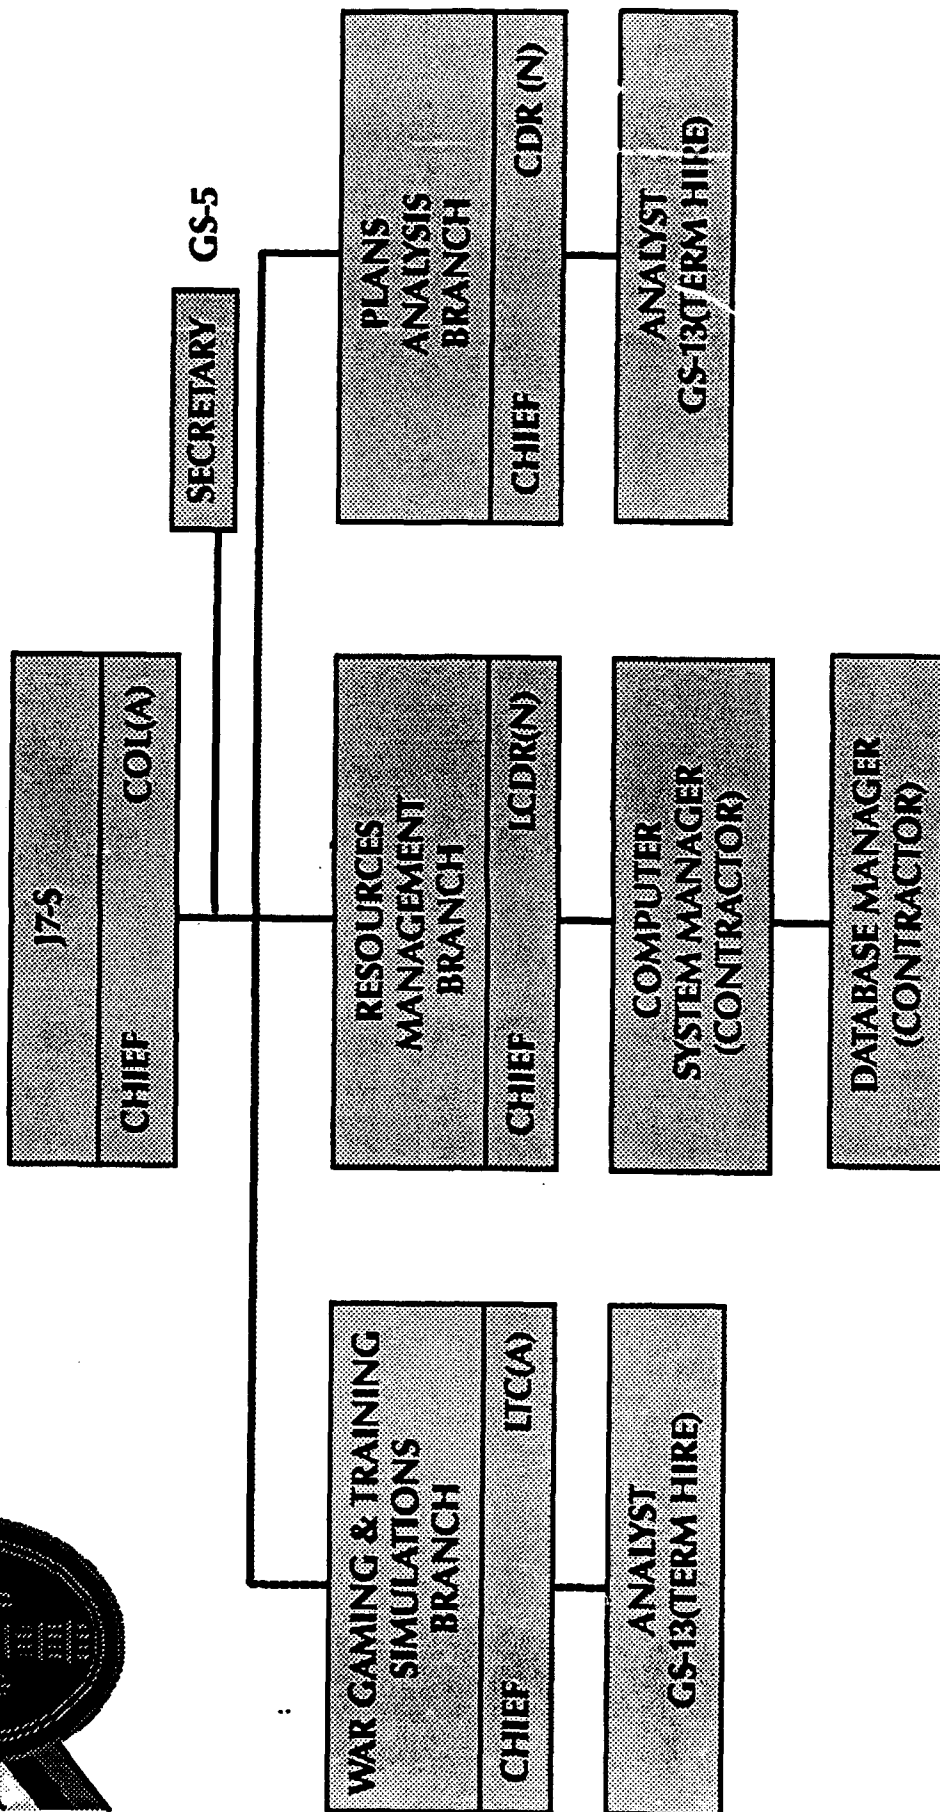 J7-S
CHIEF COL(A)
SECRETARY GS-5
WAR GAMING & TRAINING
SIMULATIONS
BRANCH
CHIEF LTC(A)
ANALYST
GS-13(TERM HIRE)
RESOURCES
MANAGEMENT
BRANCH
CHIEF LCDR(N)
COMPUTER
SYSTEM MANAGER
(CONTRACTOR)
DATABASE MANAGER
(CONTRACTOR)
PLANS
ANALYSIS
BRANCH
CHIEF CDR (N)
ANALYST
GS-13(TERM HIRE)